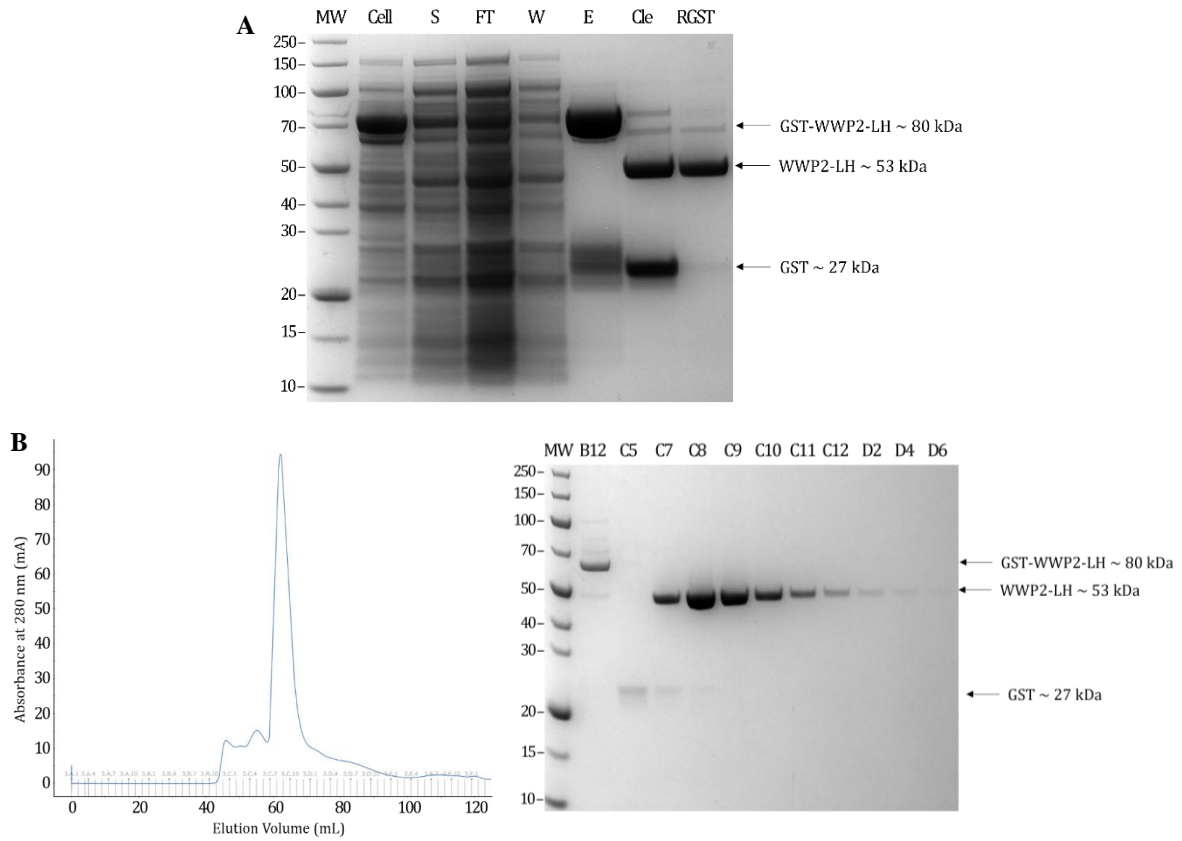 A
MW Cell S FT W E Cle RGST
250–
150–
100–
70–
50–
40–
30–
20–
15–
10–
GST-WWP2-LH ~ 80 kDa
WWP2-LH ~ 53 kDa
GST ~ 27 kDa
B
Absorbance at 280 nm (mA)
90
80
70
60
50
40
30
20
10
0
0 20 40 60 80 100 120
Elution Volume (mL)
MW B12 C5 C7 C8 C9 C10 C11 C12 D2 D4 D6
250–
150–
100–
70–
50–
40–
30–
20–
15–
10–
GST-WWP2-LH ~ 80 kDa
WWP2-LH ~ 53 kDa
GST ~ 27 kDa